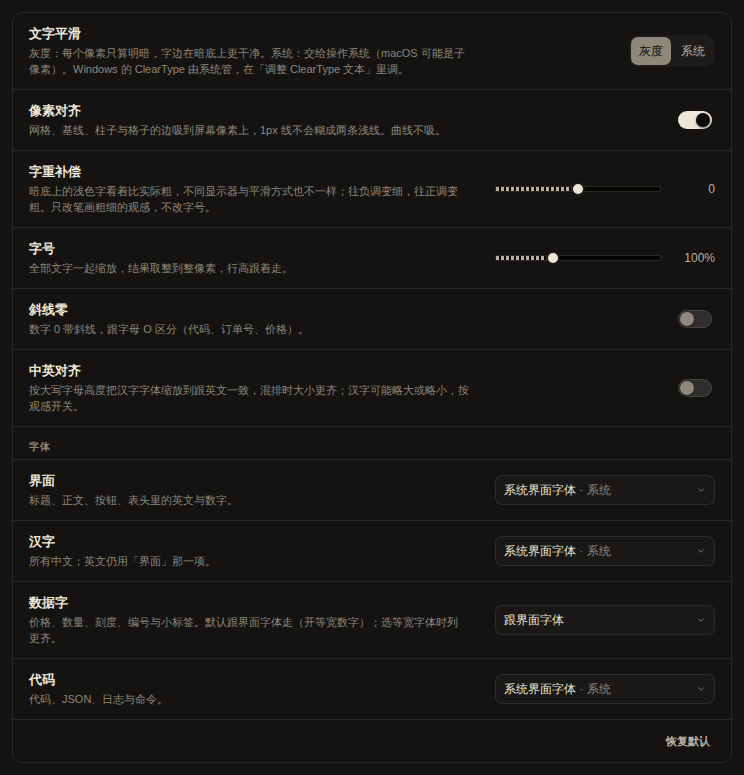 文字平滑
灰度：每个像素只算明暗，字边在暗底上更干净。系统：交给操作系统（macOS 可能是子
像素）。Windows 的 ClearType 由系统管，在「调整 ClearType 文本」里调。
灰度 系统
像素对齐
网格、基线、柱子与格子的边吸到屏幕像素上，1px 线不会糊成两条浅线。曲线不吸。
字重补偿
暗底上的浅色字看着比实际粗，不同显示器与平滑方式也不一样；往负调变细，往正调变
粗。只改笔画粗细的观感，不改字号。
0
字号
全部文字一起缩放，结果取整到整像素，行高跟着走。
100%
斜线零
数字 0 带斜线，跟字母 O 区分（代码、订单号、价格）。
中英对齐
按大写字母高度把汉字字体缩放到跟英文一致，混排时大小更齐；汉字可能略大或略小，按
观感开关。
字体
界面
标题、正文、按钮、表头里的英文与数字。
系统界面字体 · 系统
汉字
所有中文；英文仍用「界面」那一项。
系统界面字体 · 系统
数据字
价格、数量、刻度、编号与小标签。默认跟界面字体走（开等宽数字）；选等宽字体时列
更齐。
跟界面字体
代码
代码、JSON、日志与命令。
系统界面字体 · 系统
恢复默认